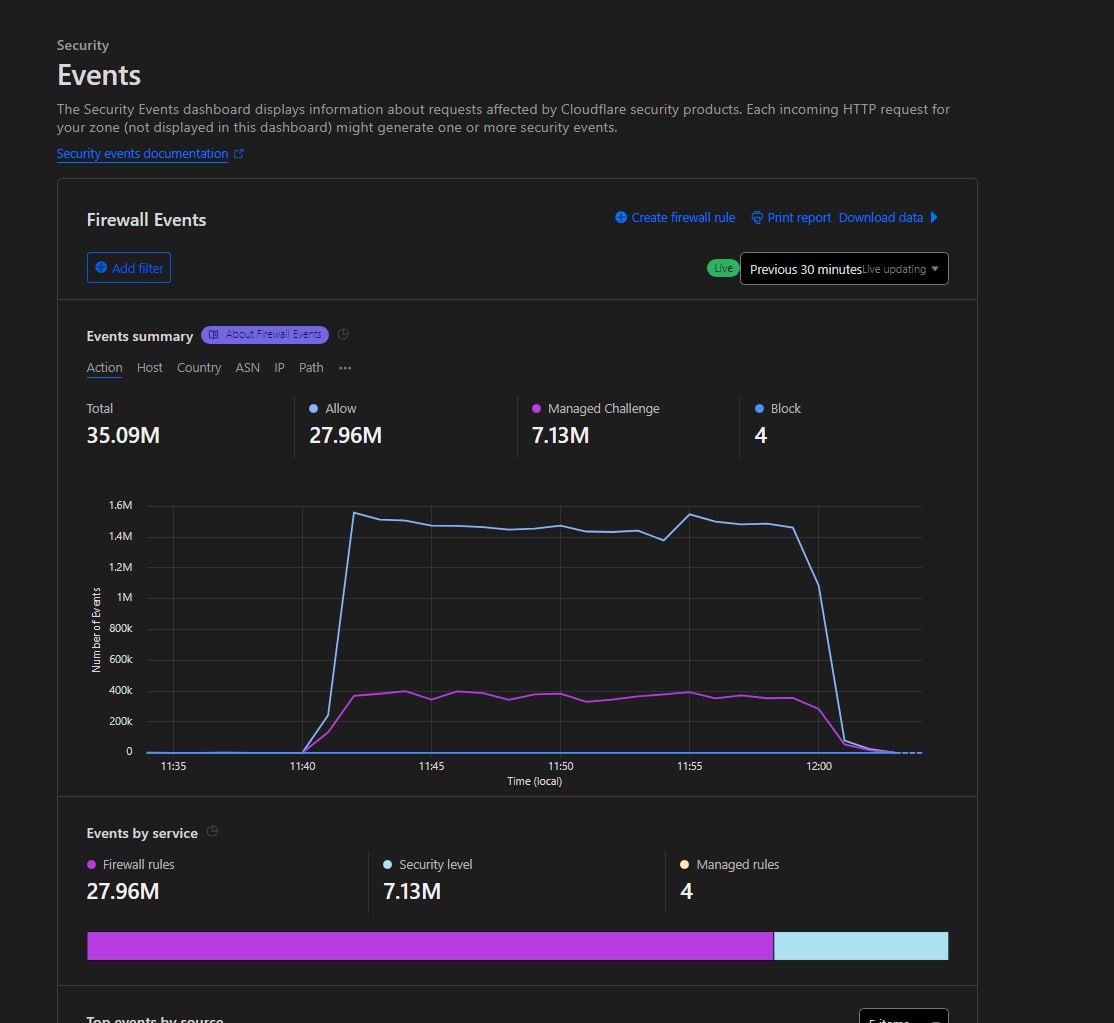 Security
Events
The Security Events dashboard displays information about requests affected by Cloudflare security products. Each incoming HTTP request for
your zone (not displayed in this dashboard) might generate one or more security events.
Security events documentation
Firewall Events
Create firewall rule Print report Download data
Add filter
Live Previous 30 minutes Live updating
Events summary About Firewall Events
Action Host Country ASN IP Path ...
Total Allow Managed Challenge Block
35.09M 27.96M 7.13M 4
1.6M
1.4M
1.2M
1M
800k
600k
400k
200k
0
Number of Events
11:35 11:40 11:45 11:50 11:55 12:00
Time (local)
Events by service
Firewall rules Security level Managed rules
27.96M 7.13M 4
Top events by source
5 items